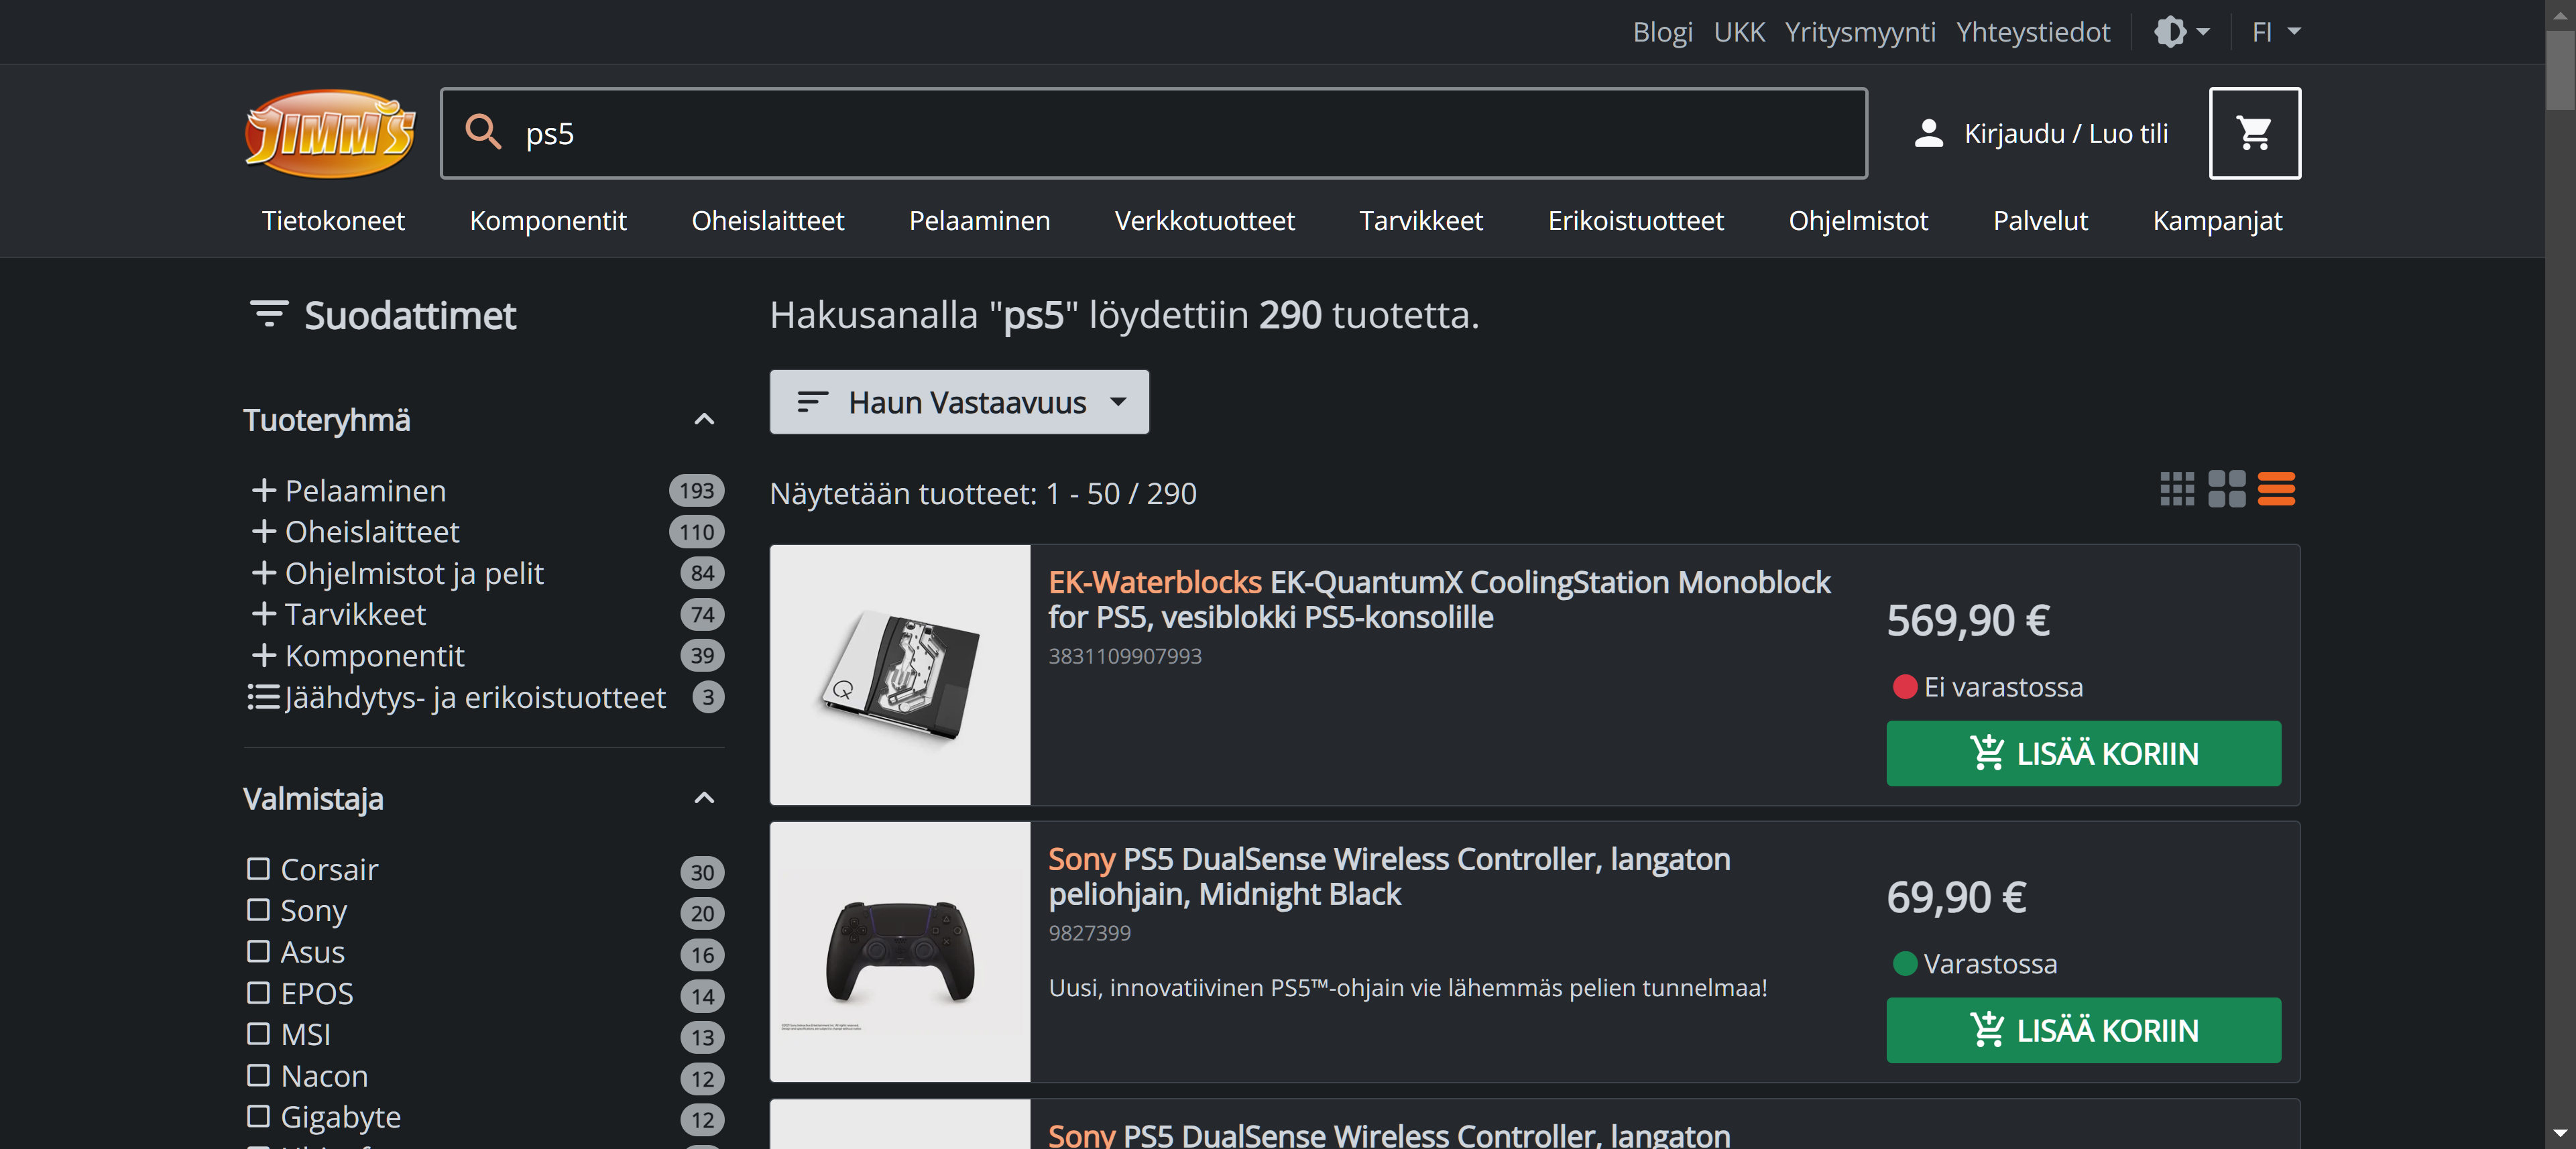 Blogi UKK Yritysmyynti Yhteystiedot FI
JIMM'S
ps5
Kirjaudu / Luo tili
Tietokoneet Komponentit Oheislaitteet Pelaaminen Verkkotuotteet Tarvikkeet Erikoistuotteet Ohjelmistot Palvelut Kampanjat
Suodattimet
Tuoteryhmä
Pelaaminen 193
Oheislaitteet 110
Ohjelmistot ja pelit 84
Tarvikkeet 74
Komponentit 39
Jäähdytys- ja erikoistuotteet 3
Valmistaja
Corsair 30
Sony 20
Asus 16
EPOS 14
MSI 13
Nacon 12
Gigabyte 12
Hakusanalla "ps5" löydettiin 290 tuotetta.
Haun Vastaavuus
Näytetään tuotteet: 1 - 50 / 290
EK-Waterblocks EK-QuantumX CoolingStation Monoblock
for PS5, vesiblokki PS5-konsolille
3831109907993
569,90 €
Ei varastossa
LISÄÄ KORIIN
Sony PS5 DualSense Wireless Controller, langaton
peliohjain, Midnight Black
9827399
Uusi, innovatiivinen PS5™-ohjain vie lähemmäs pelien tunnelmaa!
69,90 €
Varastossa
LISÄÄ KORIIN
Sony PS5 DualSense Wireless Controller, langaton